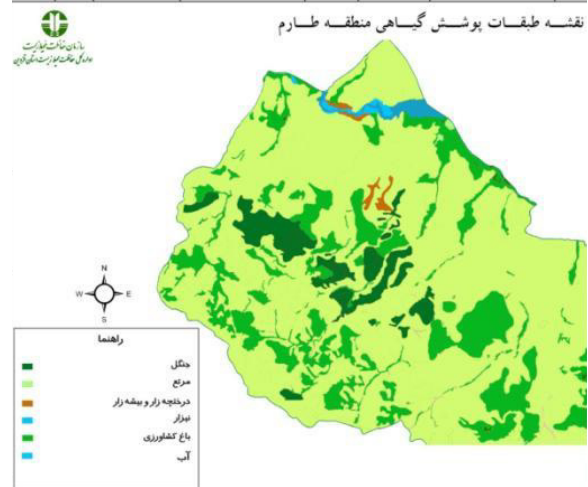 نقشه طبقات پوشش گیاهی منطقه طارم
سازمان حفاظت محیط زیست
اداره کل حفاظت محیط زیست استان قزوین
N
W E
S
راهنما
جنگل
مرتع
درختچه زار و بیشه زار
نیزار
باغ کشاورزی
آب